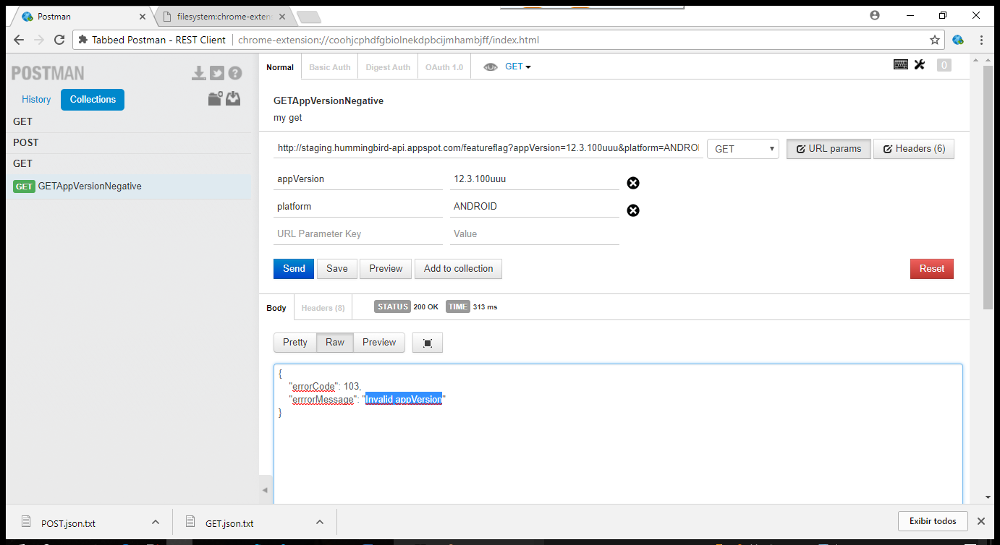 Postman
filesystem:chrome-exten
Tabbed Postman - REST Client
chrome-extension://coohjcphdfgbiolnekdpbcijmhambjff/index.html
POSTMAN
History
Collections
GET
POST
GET
GET GETAppVersionNegative
Normal
Basic Auth
Digest Auth
OAuth 1.0
GET
0
GETAppVersionNegative
my get
http://staging.hummingbird-api.appspot.com/featureflag?appVersion=12.3.100uuu&platform=ANDROI
GET
URL params
Headers (6)
appVersion
12.3.100uuu
platform
ANDROID
URL Parameter Key
Value
Send
Save
Preview
Add to collection
Reset
Body
Headers (8)
STATUS 200 OK
TIME 313 ms
Pretty
Raw
Preview
{
"errorCode": 103,
"errrorMessage": "Invalid appVersion"
}
POST.json.txt
GET.json.txt
Exibir todos